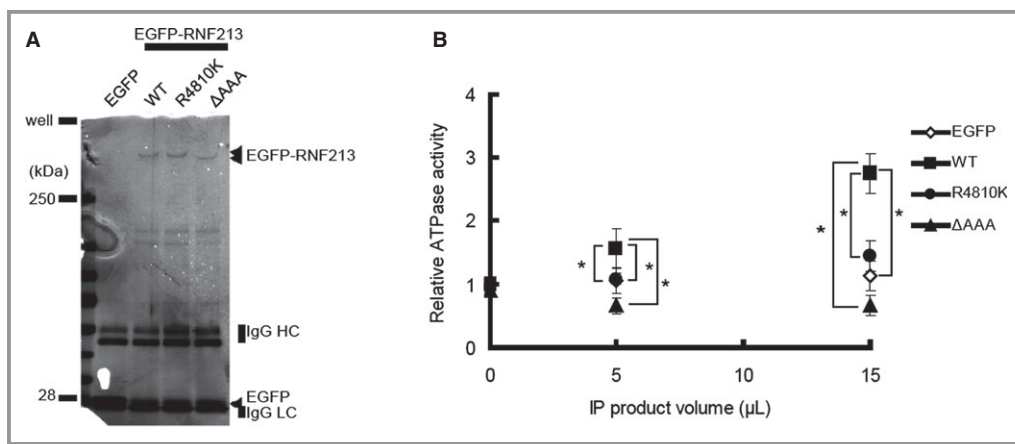 A
EGFP-RNF213
EGFP
WT
R4810K
ΔAAA
well
EGFP-RNF213
(kDa)
250
IgG HC
28
EGFP
IgG LC
B
Relative ATPase activity
4
3
2
1
0
0
5
10
15
IP product volume (µL)
EGFP
WT
R4810K
ΔAAA
*
*
*
*
*
*